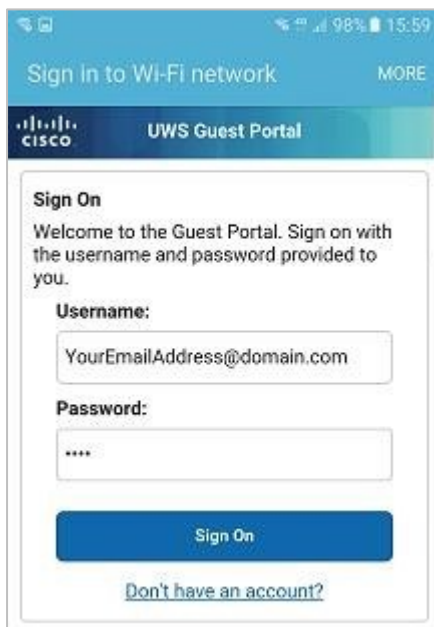 98% 15:59
Sign in to Wi-Fi network MORE
CISCO UWS Guest Portal
Sign On
Welcome to the Guest Portal. Sign on with
the username and password provided to
you.
Username:
YourEmailAddress@domain.com
Password:
••••
Sign On
Don't have an account?